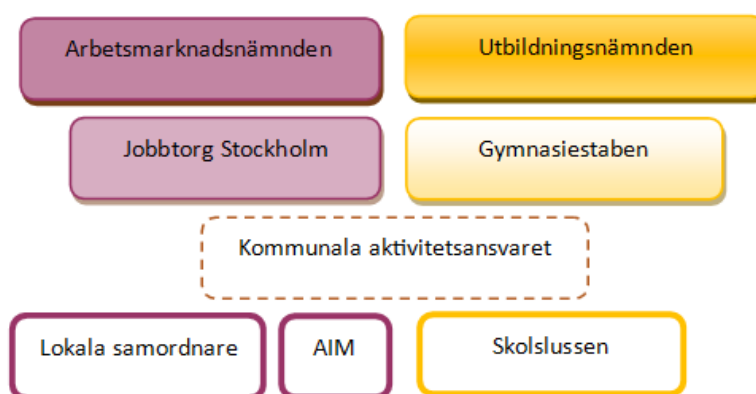 Arbetsmarknadsnämnden
Utbildningsnämnden
Jobbtorg Stockholm
Gymnasiestaben
Kommunala aktivitetsansvaret
Lokala samordnare
AIM
Skolslussen